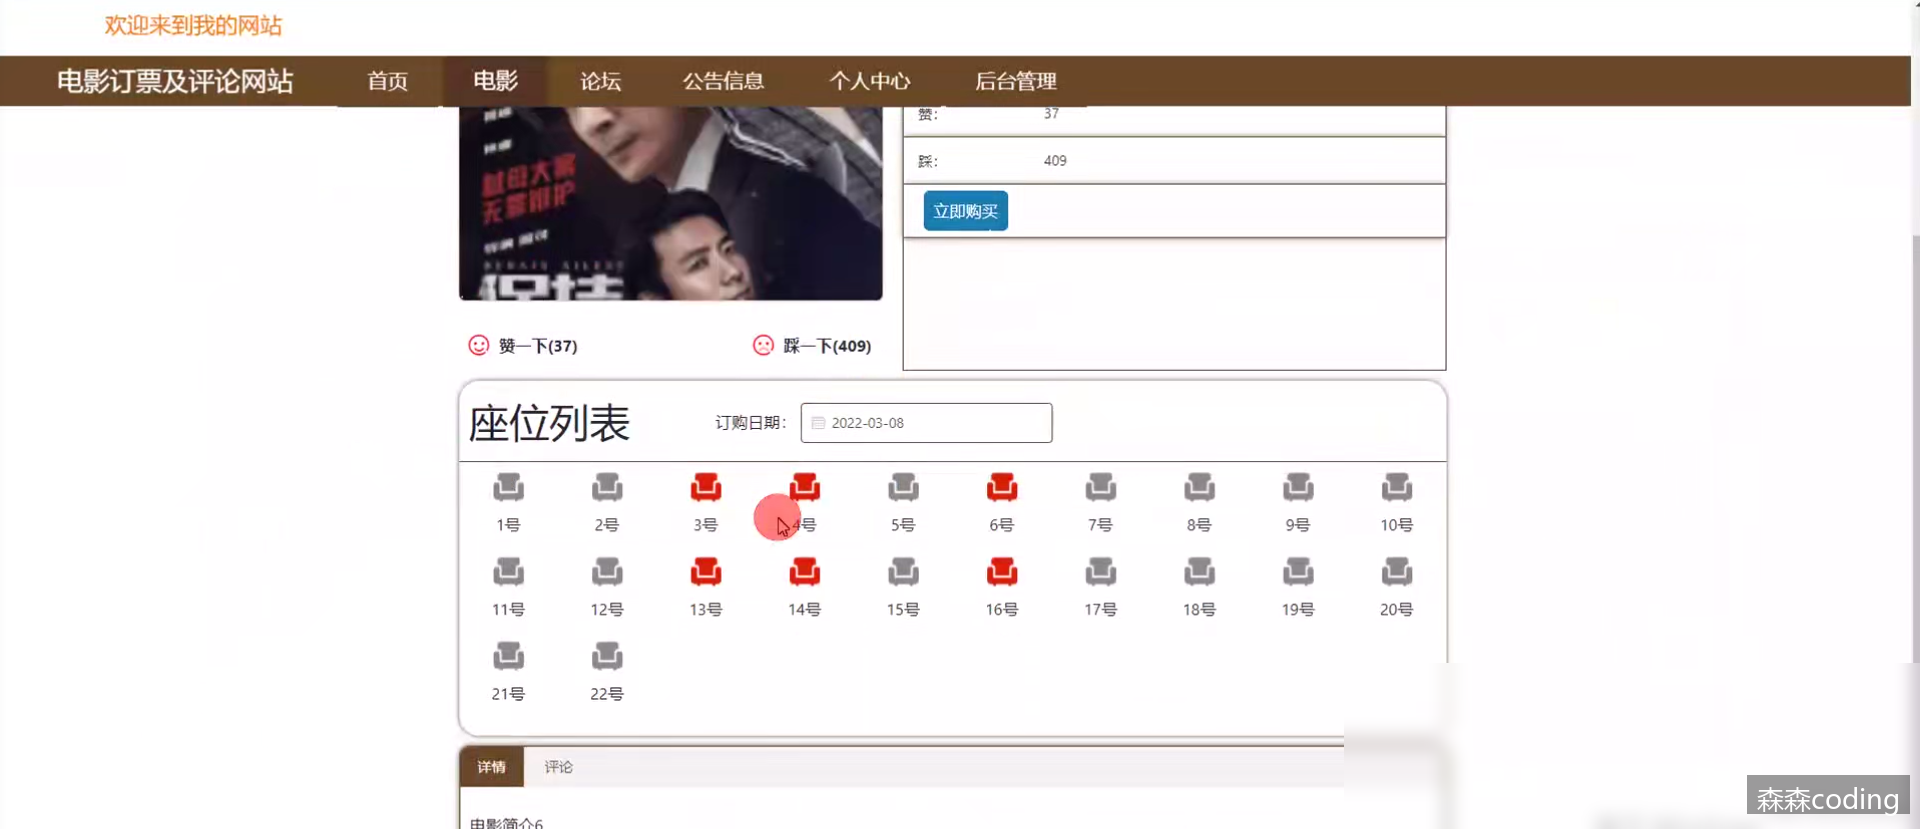 欢迎来到我的网站
电影订票及评论网站 首页 电影 论坛 公告信息 个人中心 后台管理
赞： 37
踩： 409
立即购买
无罪辩护
保持
赞一下(37) 踩一下(409)
座位列表 订购日期： 2022-03-08
1号 2号 3号 4号 5号 6号 7号 8号 9号 10号
11号 12号 13号 14号 15号 16号 17号 18号 19号 20号
21号 22号
详情 评论
电影简介6
森森coding